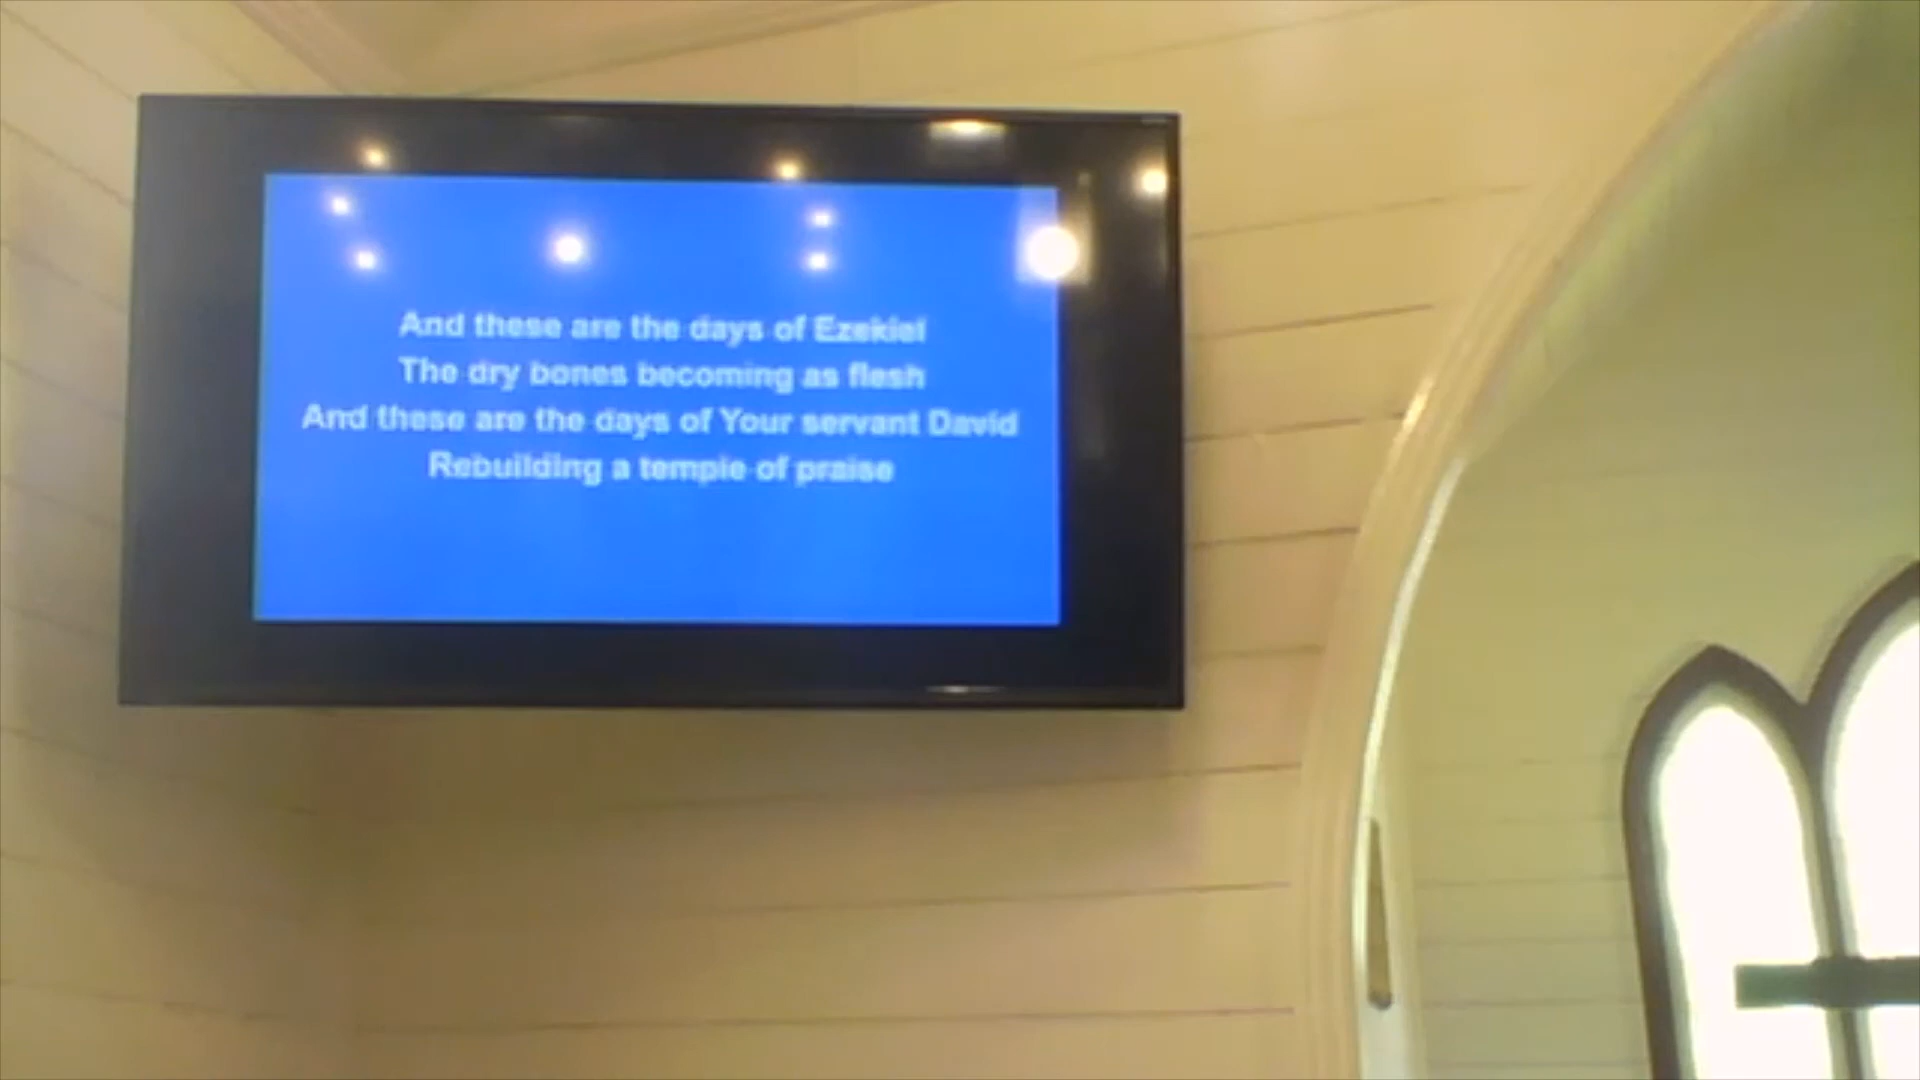 And these are the days of Ezekiel
The dry bones becoming as flesh
And these are the days of Your servant David
Rebuilding a temple of praise